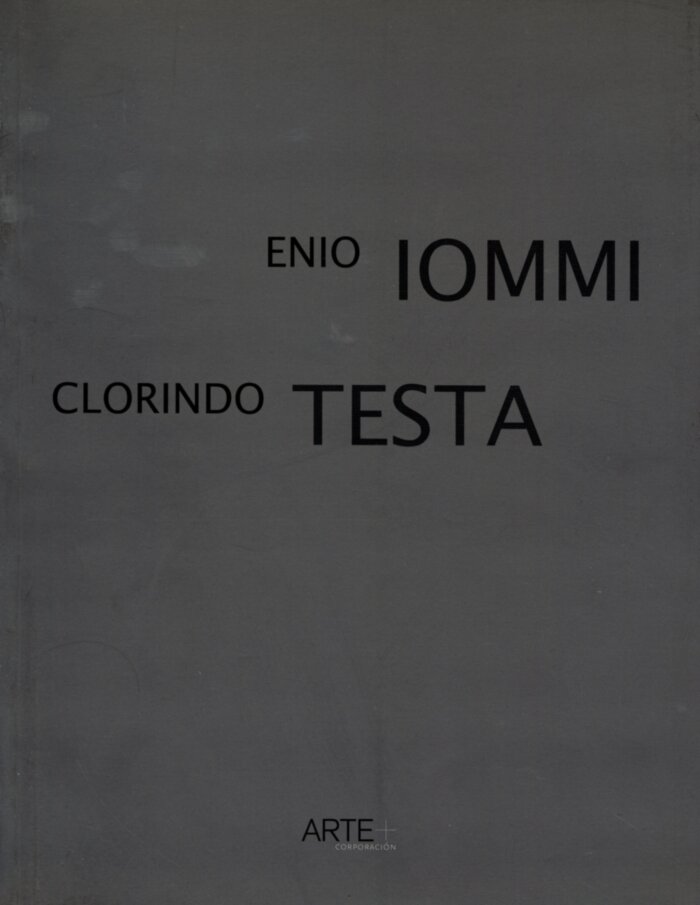 ENIO IOMMI
CLORINDO TESTA
ARTE+
CORPORACIÓN